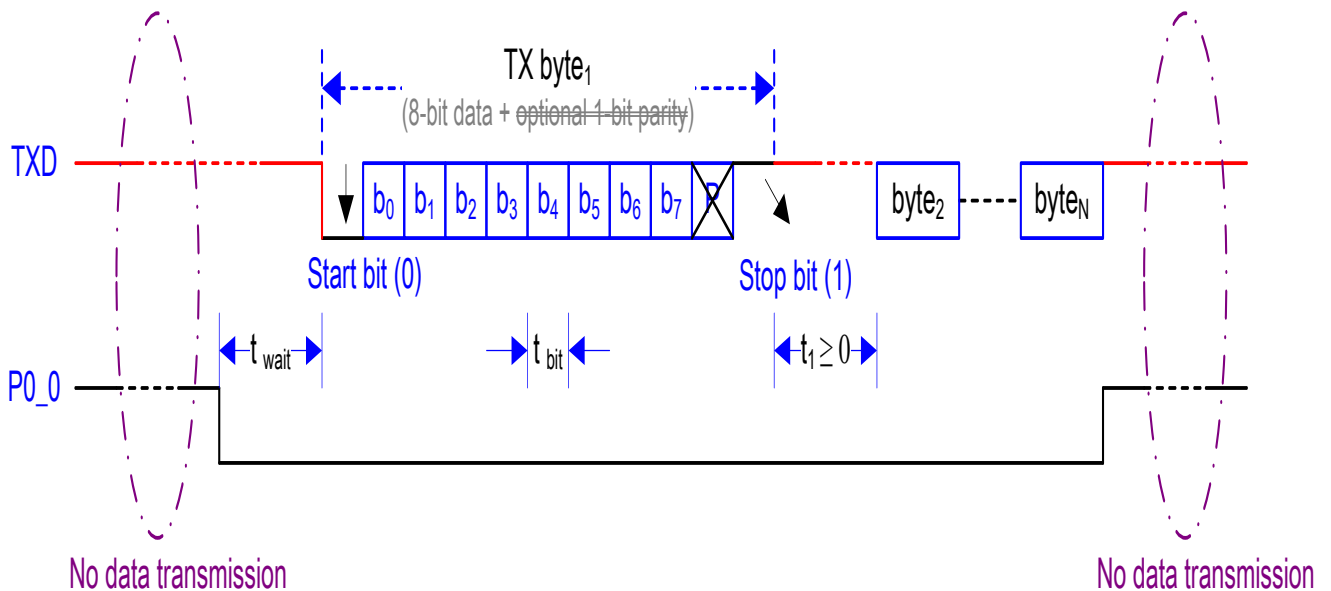 TX byte₁
(8-bit data + optional 1-bit parity)
TXD
b₀ b₁ b₂ b₃ b₄ b₅ b₆ b₇ P
byte₂
byte_N
Start bit (0)
Stop bit (1)
t wait
t bit
t₁ ≥ 0
P0_0
No data transmission
No data transmission